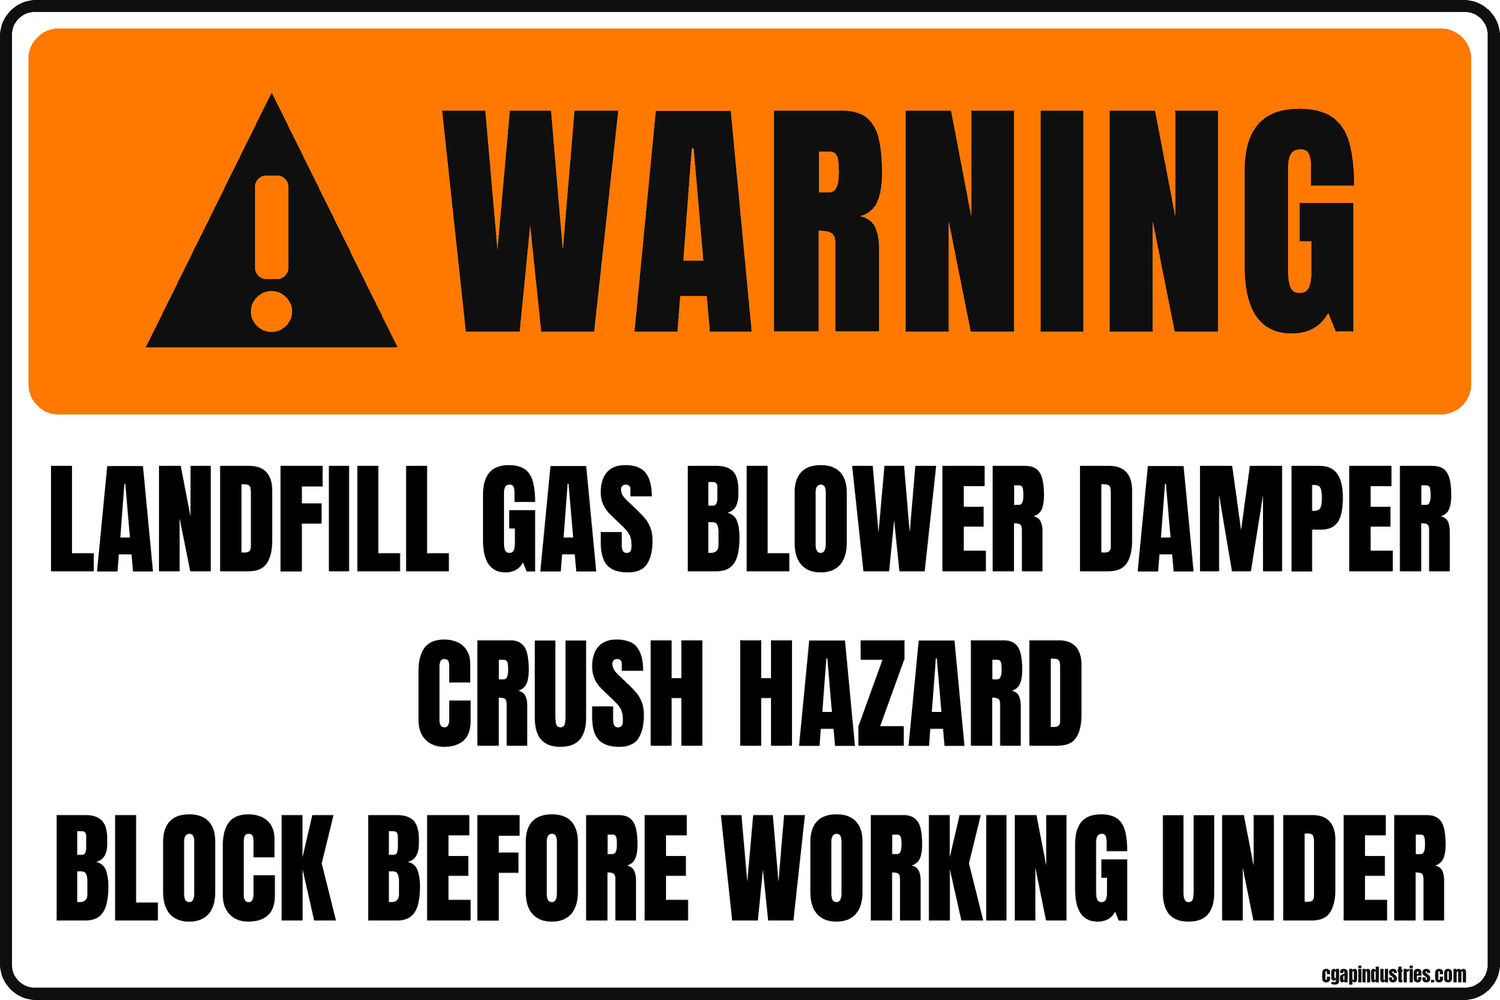 WARNING
LANDFILL GAS BLOWER DAMPER
CRUSH HAZARD
BLOCK BEFORE WORKING UNDER
cgapindustries.com